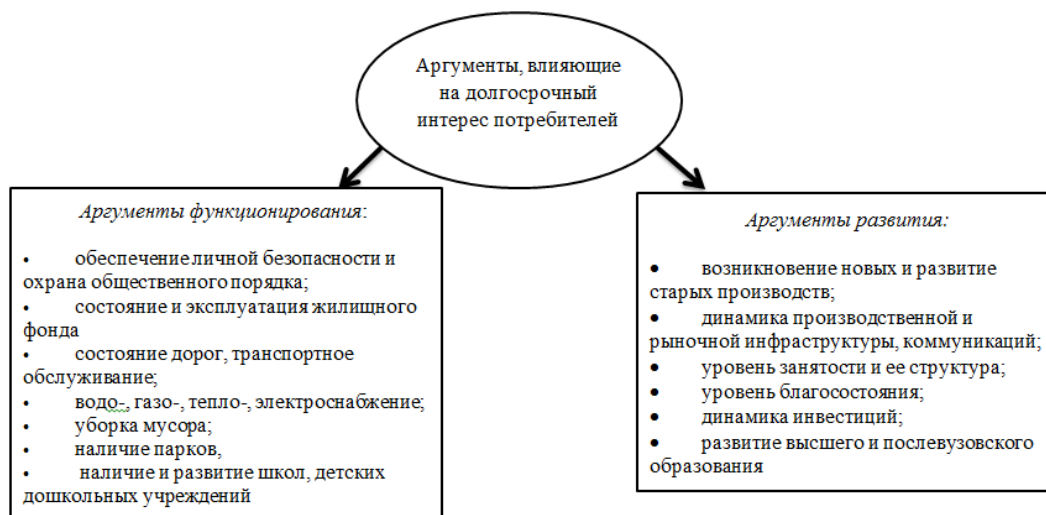 Аргументы, влияющие
на долгосрочный
интерес потребителей
Аргументы функционирования:
• обеспечение личной безопасности и
охрана общественного порядка;
• состояние и эксплуатация жилищного
фонда
• состояние дорог, транспортное
обслуживание;
• водо-, газо-, тепло-, электроснабжение;
• уборка мусора;
• наличие парков,
• наличие и развитие школ, детских
дошкольных учреждений
Аргументы развития:
• возникновение новых и развитие
старых производств;
• динамика производственной и
рыночной инфраструктуры, коммуникаций;
• уровень занятости и ее структура;
• уровень благосостояния;
• динамика инвестиций;
• развитие высшего и послевузовского
образования